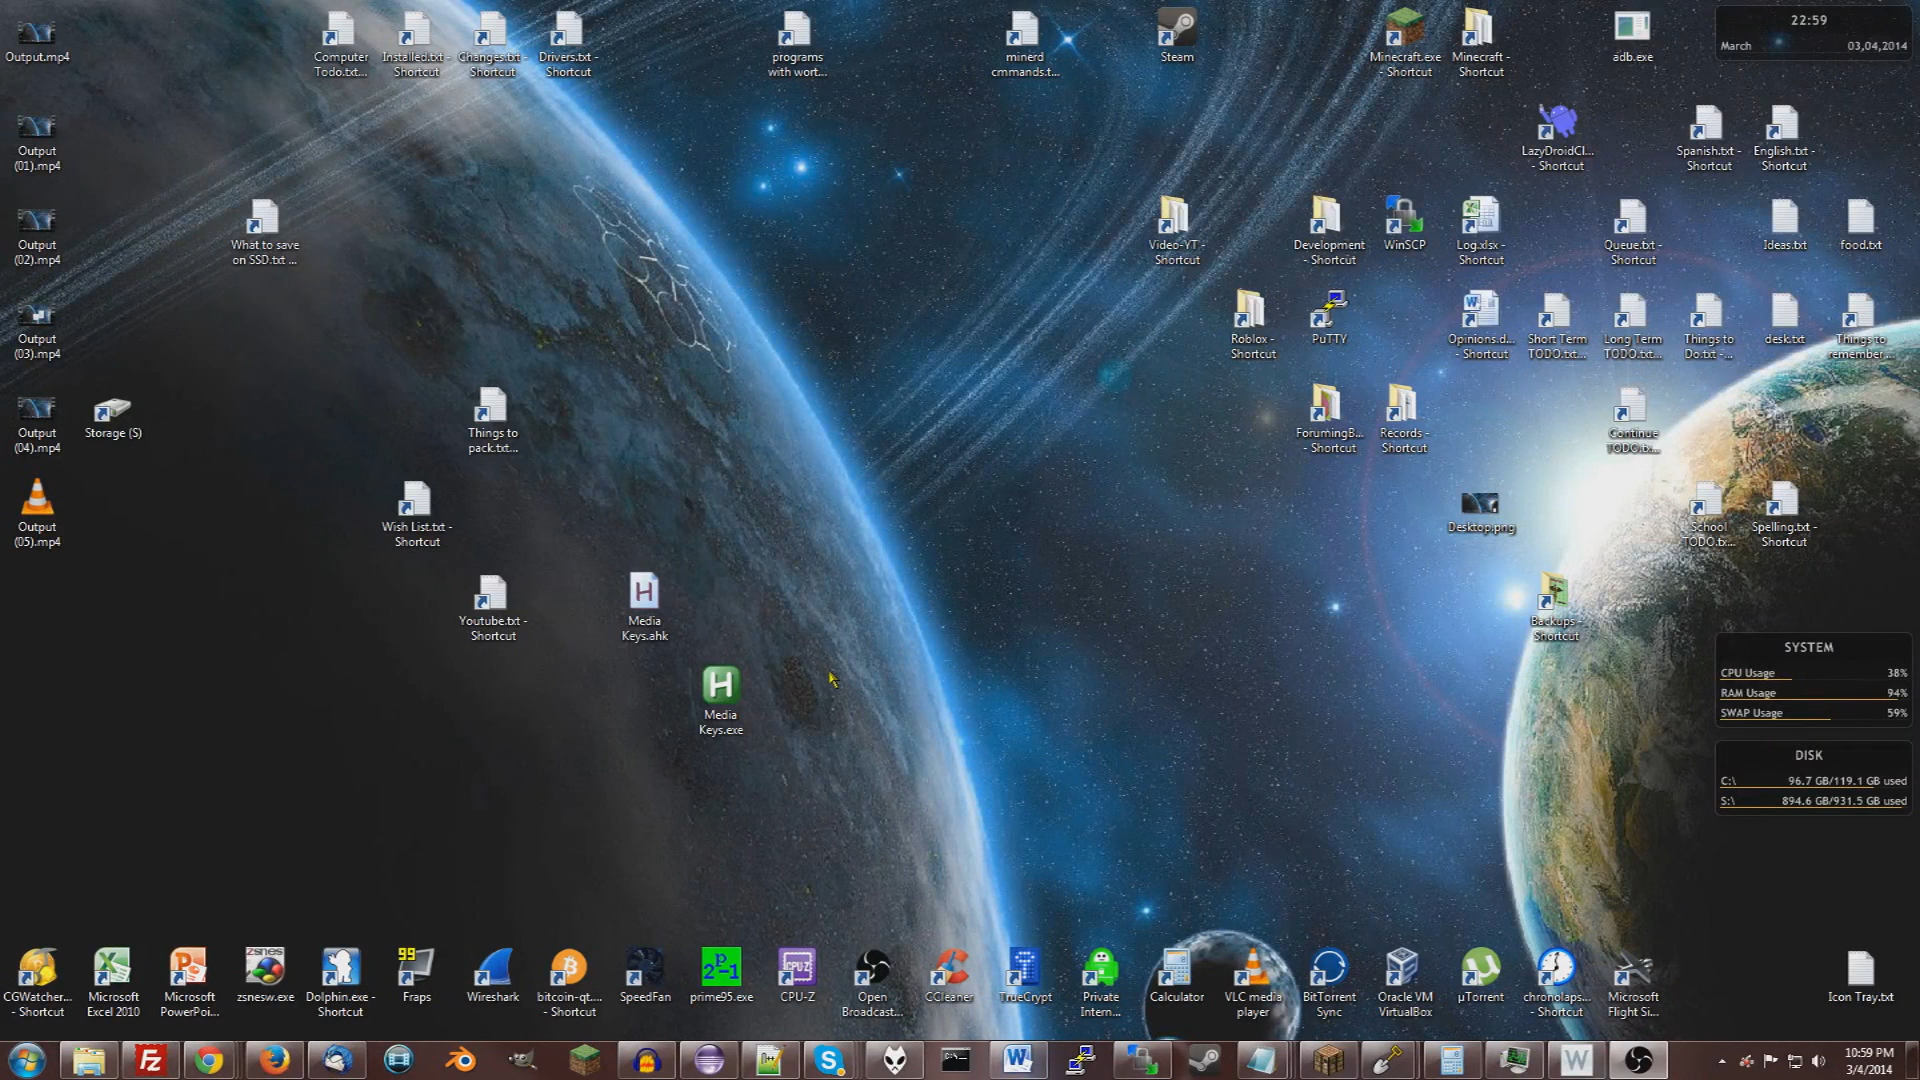 Output.mp4
Computer
Todo.txt...
Installed.txt -
Shortcut
Changes.txt -
Shortcut
Drivers.txt -
Shortcut
programs
with wort...
minerd
cmmands.t...
Steam
Minecraft.exe
- Shortcut
Minecraft -
Shortcut
adb.exe
22:59
March 03,04,2014
Output
(01).mp4
LazyDroidCl...
- Shortcut
Spanish.txt -
Shortcut
English.txt -
Shortcut
Output
(02).mp4
What to save
on SSD.txt ...
Video-YT -
Shortcut
Development
- Shortcut
WinSCP
Log.xlsx -
Shortcut
Queue.txt -
Shortcut
Ideas.txt
food.txt
Output
(03).mp4
Roblox -
Shortcut
PuTTY
Opinions.d...
- Shortcut
Short Term
TODO.txt...
Long Term
TODO.txt...
Things to
Do.txt -...
desk.txt
Things to
remember...
Output
(04).mp4
Storage (S)
Things to
pack.txt...
ForumingB...
- Shortcut
Records -
Shortcut
Continue
TODO.tx...
Output
(05).mp4
Wish List.txt -
Shortcut
Desktop.png
School
TODO.tx...
Spelling.txt -
Shortcut
Youtube.txt -
Shortcut
H
Media
Keys.ahk
Backups -
Shortcut
H
Media
Keys.exe
SYSTEM
CPU Usage 38%
RAM Usage 94%
SWAP Usage 59%
DISK
C:\ 96.7 GB/119.1 GB used
S:\ 894.6 GB/931.5 GB used
CGWatcher...
- Shortcut
Microsoft
Excel 2010
Microsoft
PowerPoi...
ZSNES
zsnesw.exe
Dolphin.exe -
Shortcut
99
Fraps
Wireshark
bitcoin-qt....
- Shortcut
SpeedFan
2ᵖ-1
prime95.exe
CPU-Z
CPU-Z
Open
Broadcast...
CCleaner
TrueCrypt
Private
Intern...
Calculator
VLC media
player
BitTorrent
Sync
Oracle VM
VirtualBox
µTorrent
chronolaps...
- Shortcut
Microsoft
Flight Si...
Icon Tray.txt
10:59 PM
3/4/2014